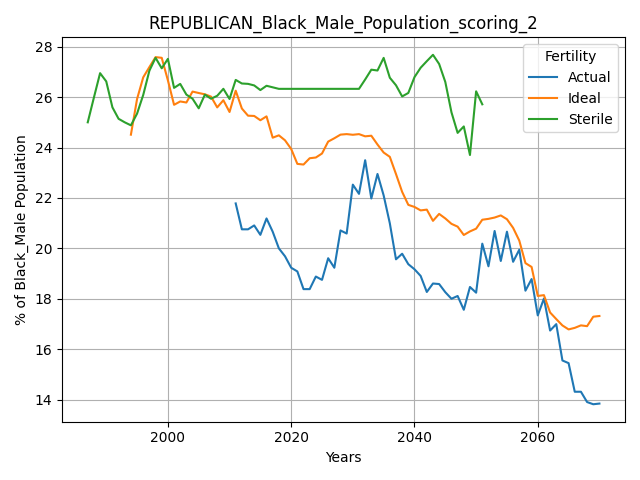 REPUBLICAN_Black_Male_Population_scoring_2
% of Black_Male Population
28
26
24
22
20
18
16
14
Fertility
Actual
Ideal
Sterile
2000
2020
2040
2060
Years